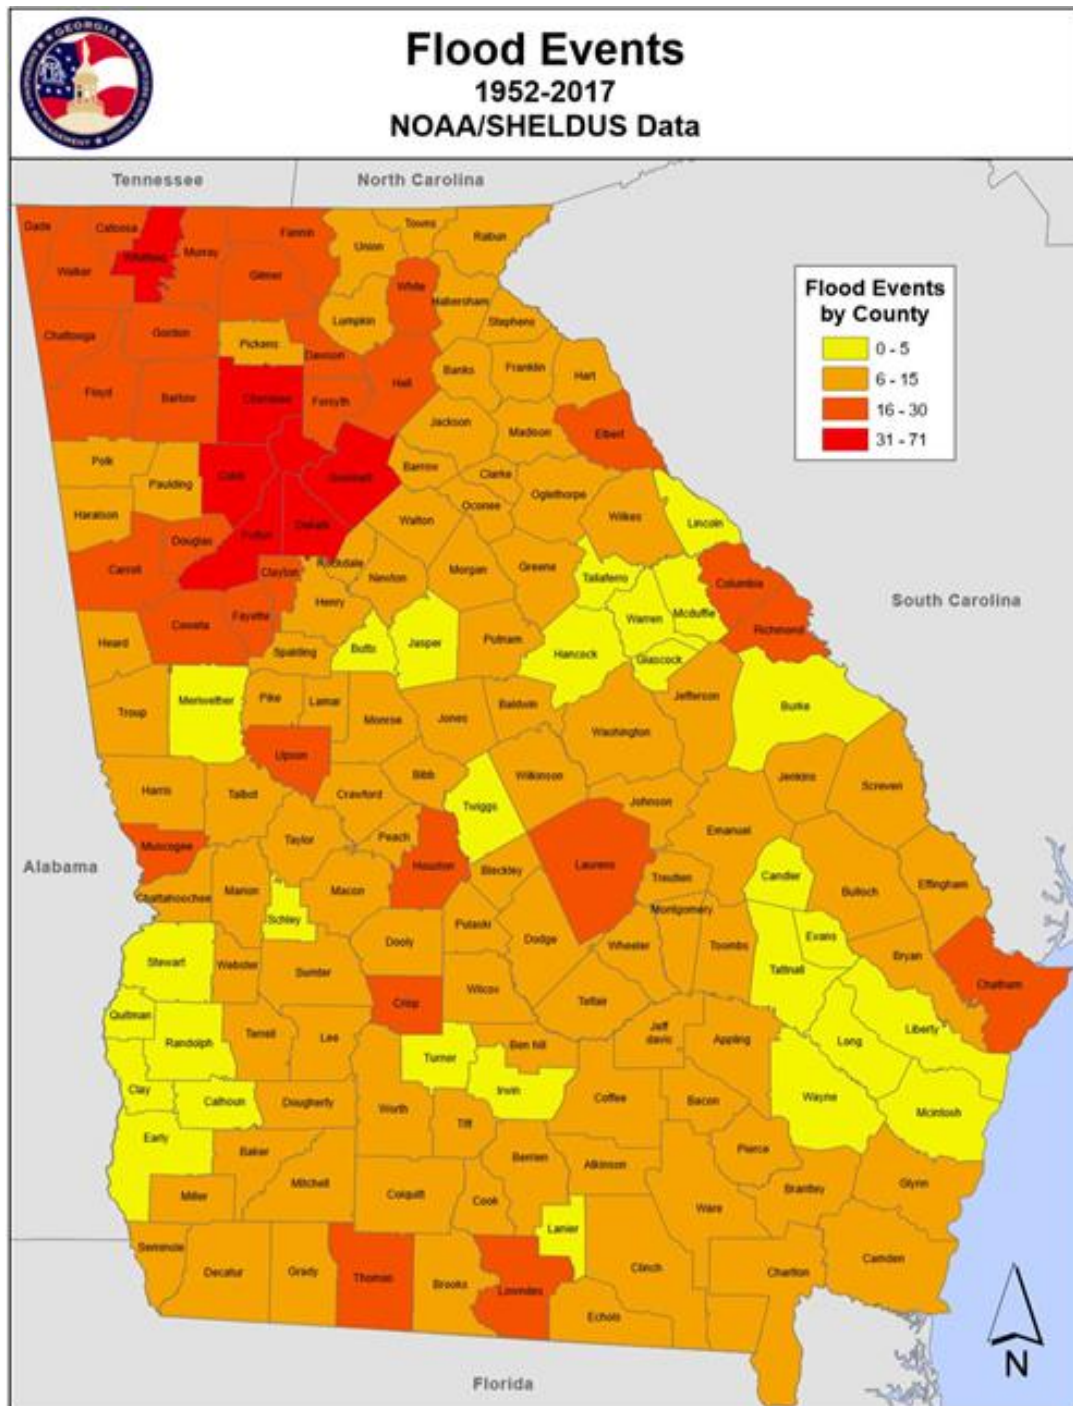 GEORGIA
EMERGENCY MANAGEMENT
HOMELAND SECURITY
Flood Events
1952-2017
NOAA/SHELDUS Data
Tennessee
North Carolina
Dade
Catoosa
Whitfield
Murray
Fannin
Union
Towns
Rabun
Walker
Gilmer
White
Habersham
Lumpkin
Stephens
Chattooga
Gordon
Pickens
Dawson
Banks
Franklin
Hart
Floyd
Bartow
Cherokee
Forsyth
Hall
Jackson
Madison
Elbert
Polk
Paulding
Cobb
Gwinnett
Barrow
Clarke
Oconee
Oglethorpe
Wilkes
Lincoln
Haralson
Douglas
Fulton
Dekalb
Walton
Carroll
Clayton
Rockdale
Newton
Morgan
Greene
Taliaferro
Columbia
Coweta
Fayette
Henry
Warren
Mcduffie
Richmond
Heard
Spalding
Butts
Jasper
Putnam
Hancock
Glascock
Troup
Meriwether
Pike
Lamar
Monroe
Jones
Baldwin
Washington
Jefferson
Burke
Upson
Bibb
Wilkinson
Jenkins
Screven
Harris
Talbot
Crawford
Twiggs
Johnson
Emanuel
Muscogee
Taylor
Peach
Houston
Bleckley
Laurens
Treutlen
Candler
Bulloch
Effingham
Chattahoochee
Marion
Macon
Schley
Dooly
Pulaski
Dodge
Wheeler
Montgomery
Toombs
Tattnall
Evans
Bryan
Chatham
Stewart
Webster
Sumter
Crisp
Wilcox
Telfair
Jeff
davis
Appling
Long
Liberty
Quitman
Randolph
Terrell
Lee
Turner
Ben hill
Irwin
Coffee
Bacon
Wayne
Mcintosh
Clay
Calhoun
Dougherty
Worth
Tift
Early
Baker
Mitchell
Miller
Colquitt
Cook
Berrien
Atkinson
Pierce
Ware
Brantley
Glynn
Lanier
Seminole
Decatur
Grady
Thomas
Brooks
Lowndes
Echols
Clinch
Charlton
Camden
Flood Events
by County
0 - 5
6 - 15
16 - 30
31 - 71
South Carolina
Alabama
Florida
N